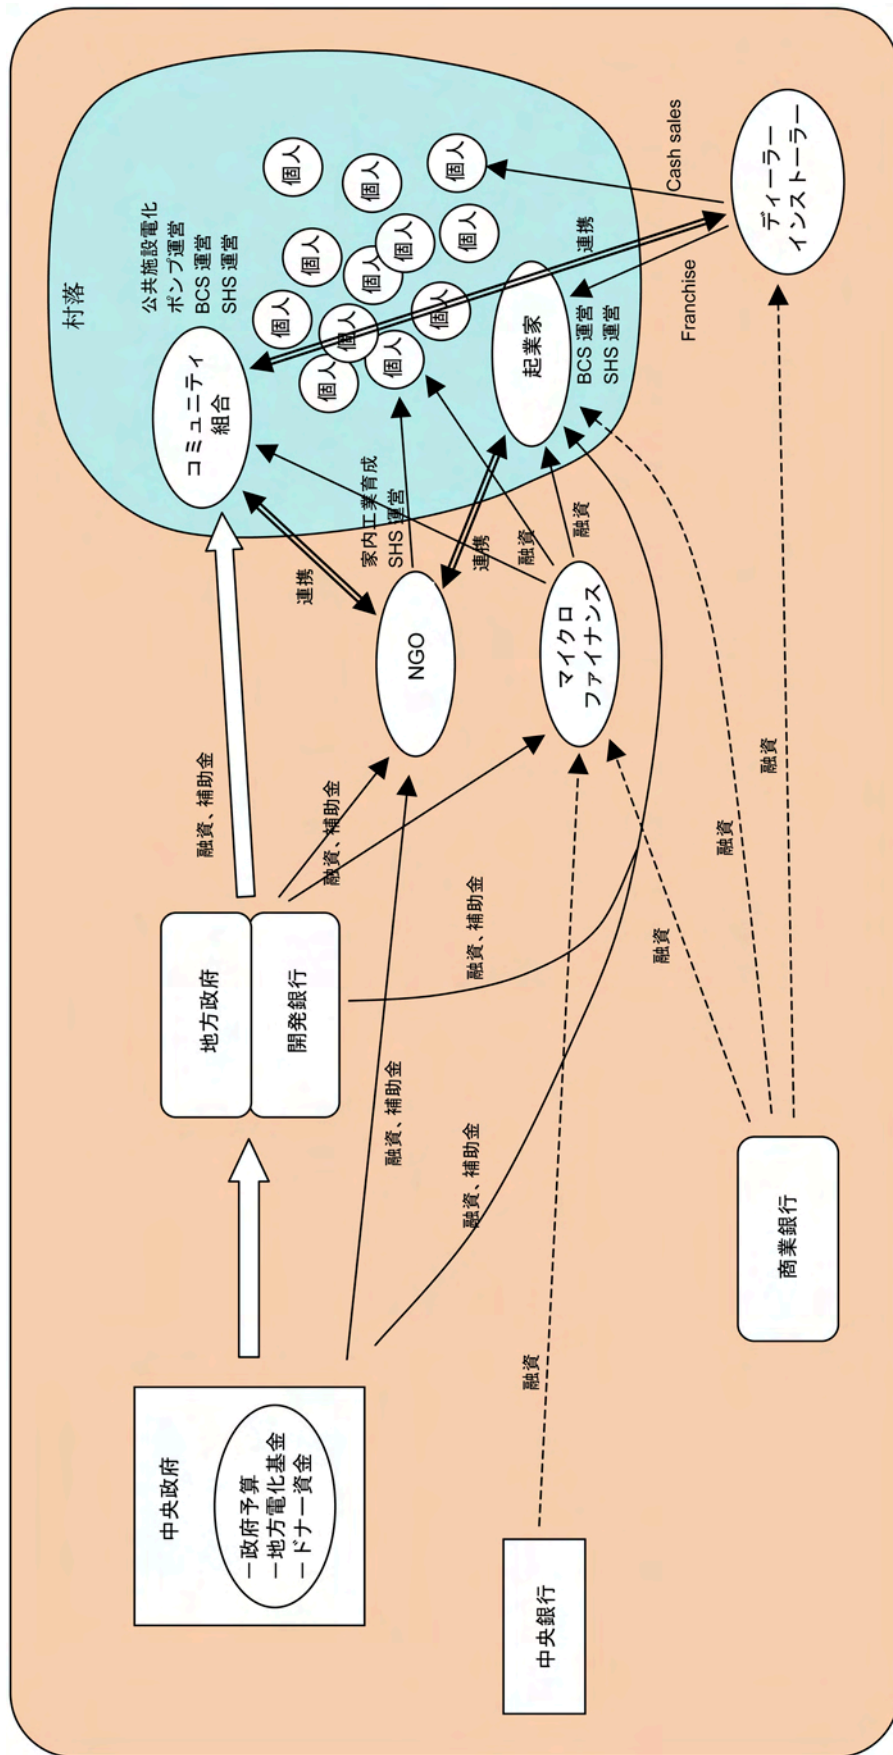 村落
公共施設電化
ポンプ運営
BCS 運営
SHS 運営
コミュニティ
組合
個人
個人
個人
個人
個人
個人
個人
個人
個人
個人
個人
個人
起業家
BCS 運営
SHS 運営
連携
Cash sales
Franchise
ディーラー
インストーラー
家内工業育成
SHS 運営
連携
連携
融資
融資
NGO
マイクロ
ファイナンス
融資、補助金
融資、補助金
融資、補助金
融資、補助金
融資、補助金
融資
融資
融資
融資
地方政府
開発銀行
中央政府
－政府予算
－地方電化基金
－ドナー資金
中央銀行
商業銀行